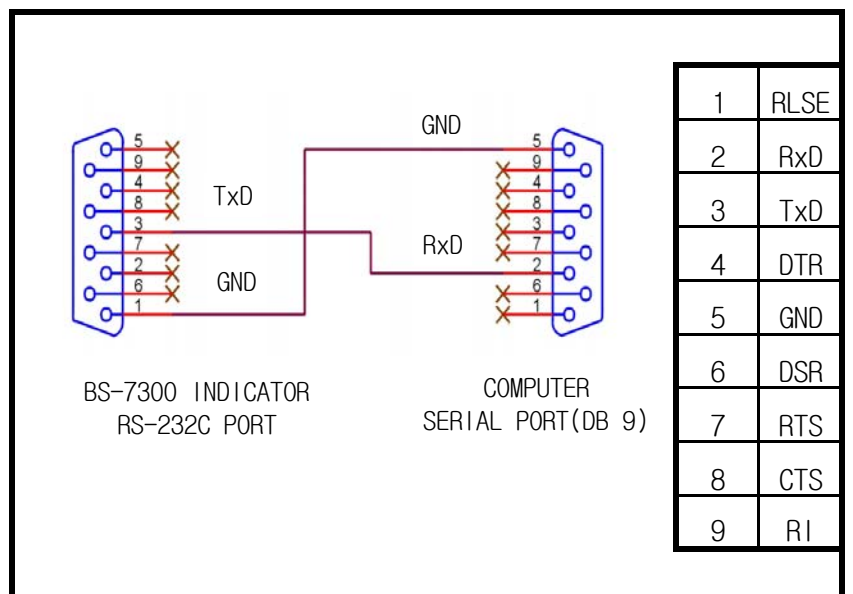 GND
5
9
4
8
3
7
2
6
1
TxD
GND
5
9
4
8
3
7
2
6
1
RxD
BS-7300 INDICATOR
RS-232C PORT
COMPUTER
SERIAL PORT(DB 9)
1 RLSE
2 RxD
3 TxD
4 DTR
5 GND
6 DSR
7 RTS
8 CTS
9 RI